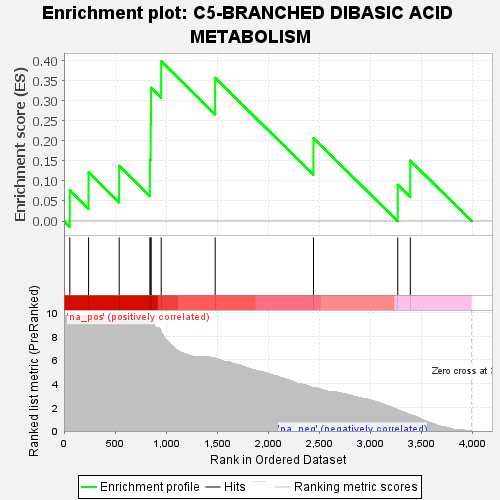 Enrichment plot: C5-BRANCHED DIBASIC ACID
METABOLISM
Enrichment score (ES)
0.40
0.35
0.30
0.25
0.20
0.15
0.10
0.05
0.00
Ranked list metric (PreRanked)
10
8
6
4
2
0
'na_pos' (positively correlated)
Zero cross at 3
'na_neg' (negatively correlated)
0 500 1,000 1,500 2,000 2,500 3,000 3,500 4,000
Rank in Ordered Dataset
Enrichment profile Hits Ranking metric scores